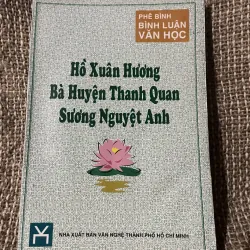 PHÊ BÌNH
BÌNH LUẬN
VĂN HỌC
Hồ Xuân Hương
Bà Huyện Thanh Quan
Sương Nguyệt Anh
NHÀ XUẤT BẢN VĂN NGHỆ THÀNH PHỐ HỒ CHÍ MINH